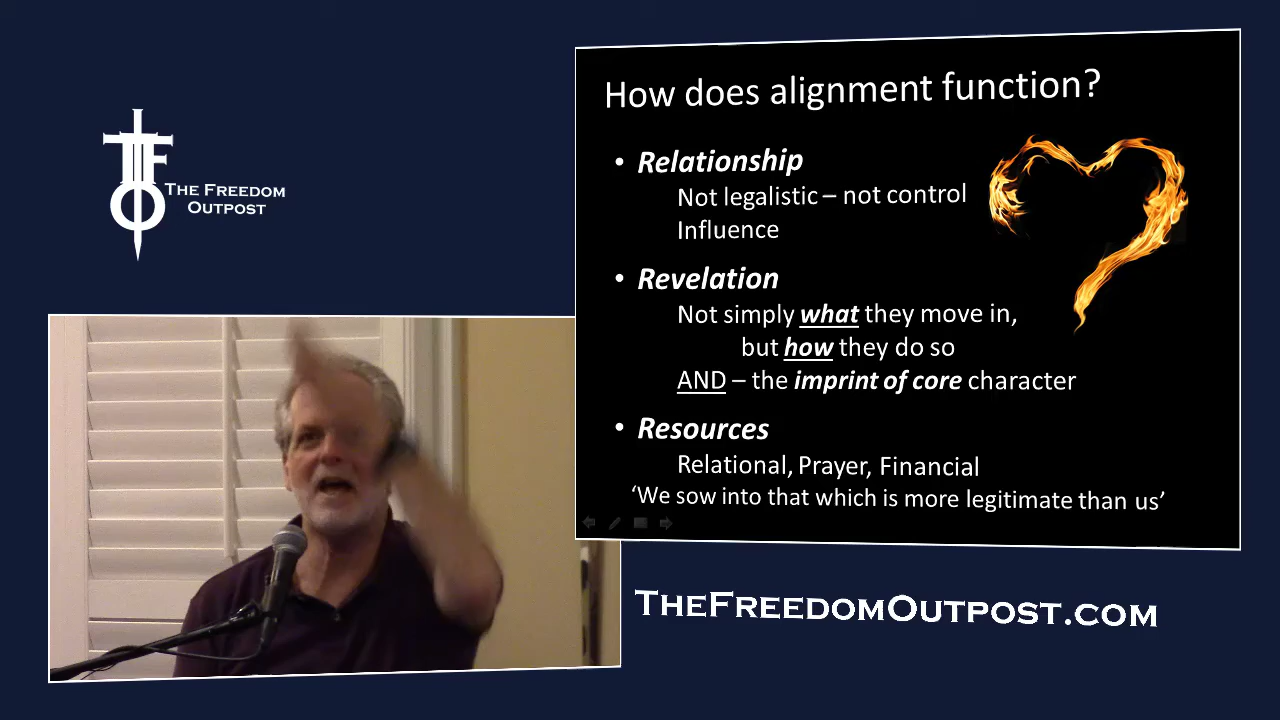 The Freedom
Outpost
How does alignment function?
• Relationship
Not legalistic – not control
Influence
• Revelation
Not simply what they move in,
but how they do so
AND – the imprint of core character
• Resources
Relational, Prayer, Financial
‘We sow into that which is more legitimate than us’
TheFreedomOutpost.com